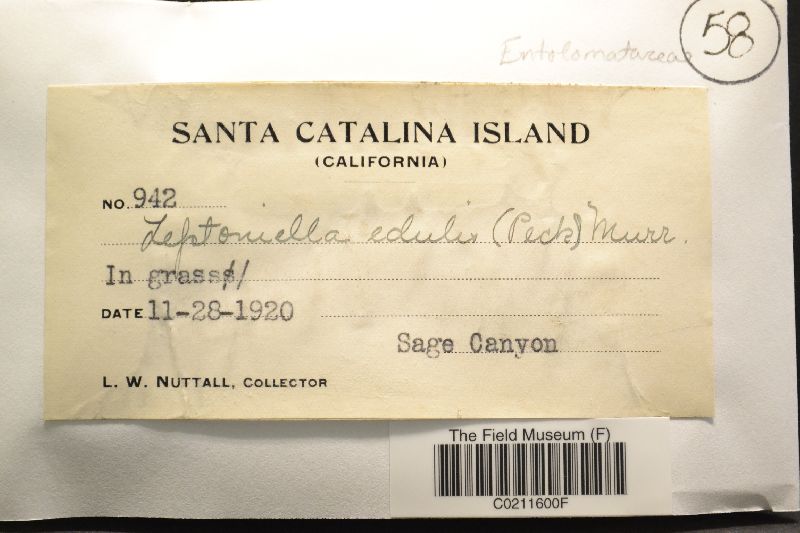 58
Entolomataceae
SANTA CATALINA ISLAND
(CALIFORNIA)
NO. 942
Leptoniella edulis (Peck) Murr.
In grass/
DATE 11-28-1920
Sage Canyon
L. W. NUTTALL, COLLECTOR
The Field Museum (F)
C0211600F